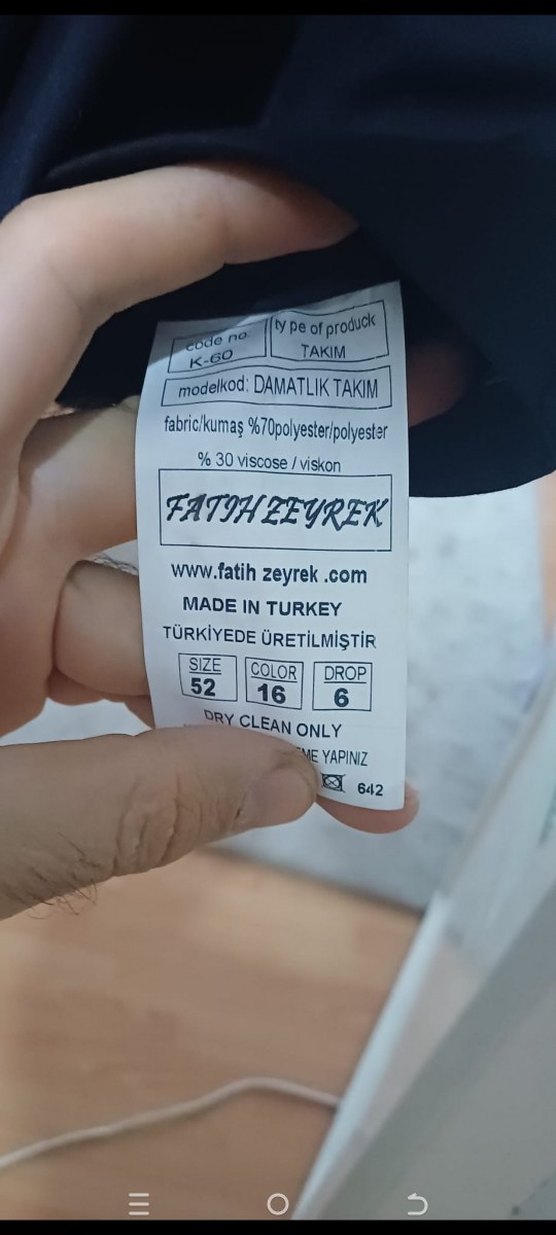 code no:
K-60
ty pe of produck
TAKIM
modelkod: DAMATLIK TAKIM
fabric/kumaş %70polyester/polyester
% 30 viscose / viskon
FATIH ZEYREK
www.fatih zeyrek .com
MADE IN TURKEY
TÜRKİYEDE ÜRETİLMİŞTİR
SIZE
52
COLOR
16
DROP
6
DRY CLEAN ONLY
YAPINIZ
642